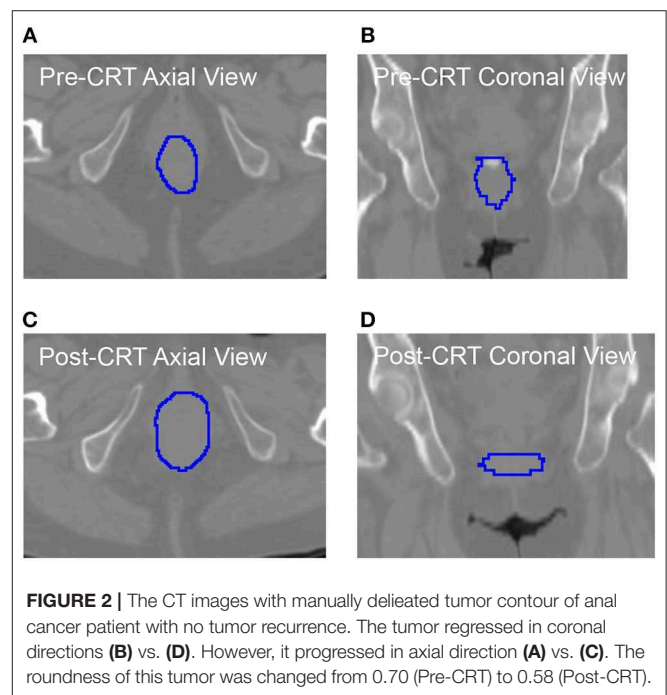 A
B
Pre-CRT Axial View
Pre-CRT Coronal View
C
D
Post-CRT Axial View
Post-CRT Coronal View
FIGURE 2 | The CT images with manually delieated tumor contour of anal
cancer patient with no tumor recurrence. The tumor regressed in coronal
directions (B) vs. (D). However, it progressed in axial direction (A) vs. (C). The
roundness of this tumor was changed from 0.70 (Pre-CRT) to 0.58 (Post-CRT).